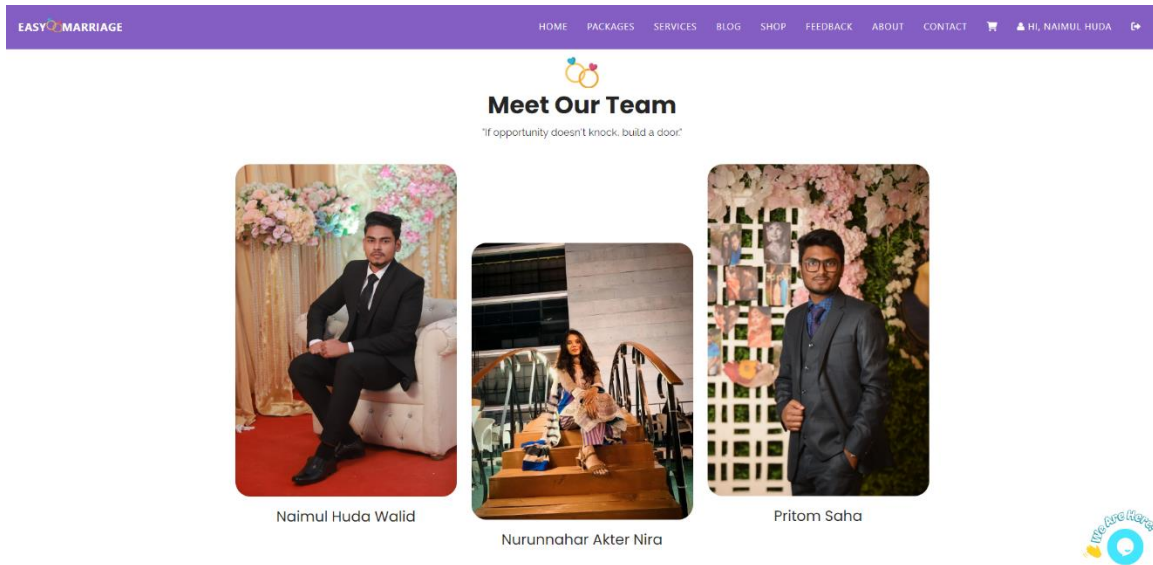 EASY MARRIAGE
HOME PACKAGES SERVICES BLOG SHOP FEEDBACK ABOUT CONTACT HI, NAIMUL HUDA
Meet Our Team
"If opportunity doesn't knock, build a door."
Naimul Huda Walid
Nurunnahar Akter Nira
Pritom Saha
We Are Here!